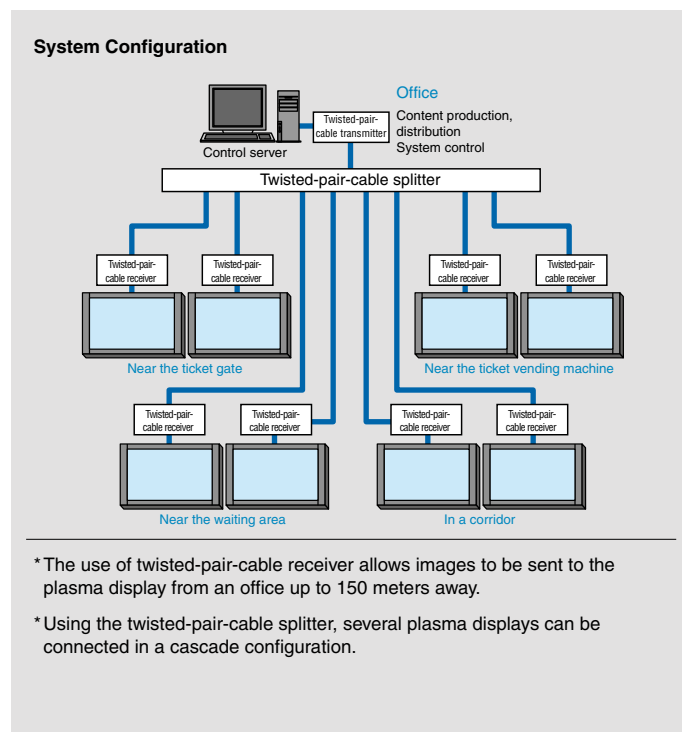 System Configuration
Office
Twisted-pair-
cable transmitter
Content production,
distribution
System control
Control server
Twisted-pair-cable splitter
Twisted-pair-
cable receiver
Twisted-pair-
cable receiver
Twisted-pair-
cable receiver
Twisted-pair-
cable receiver
Near the ticket gate
Near the ticket vending machine
Twisted-pair-
cable receiver
Twisted-pair-
cable receiver
Twisted-pair-
cable receiver
Twisted-pair-
cable receiver
Near the waiting area
In a corridor
* The use of twisted-pair-cable receiver allows images to be sent to the
plasma display from an office up to 150 meters away.
* Using the twisted-pair-cable splitter, several plasma displays can be
connected in a cascade configuration.